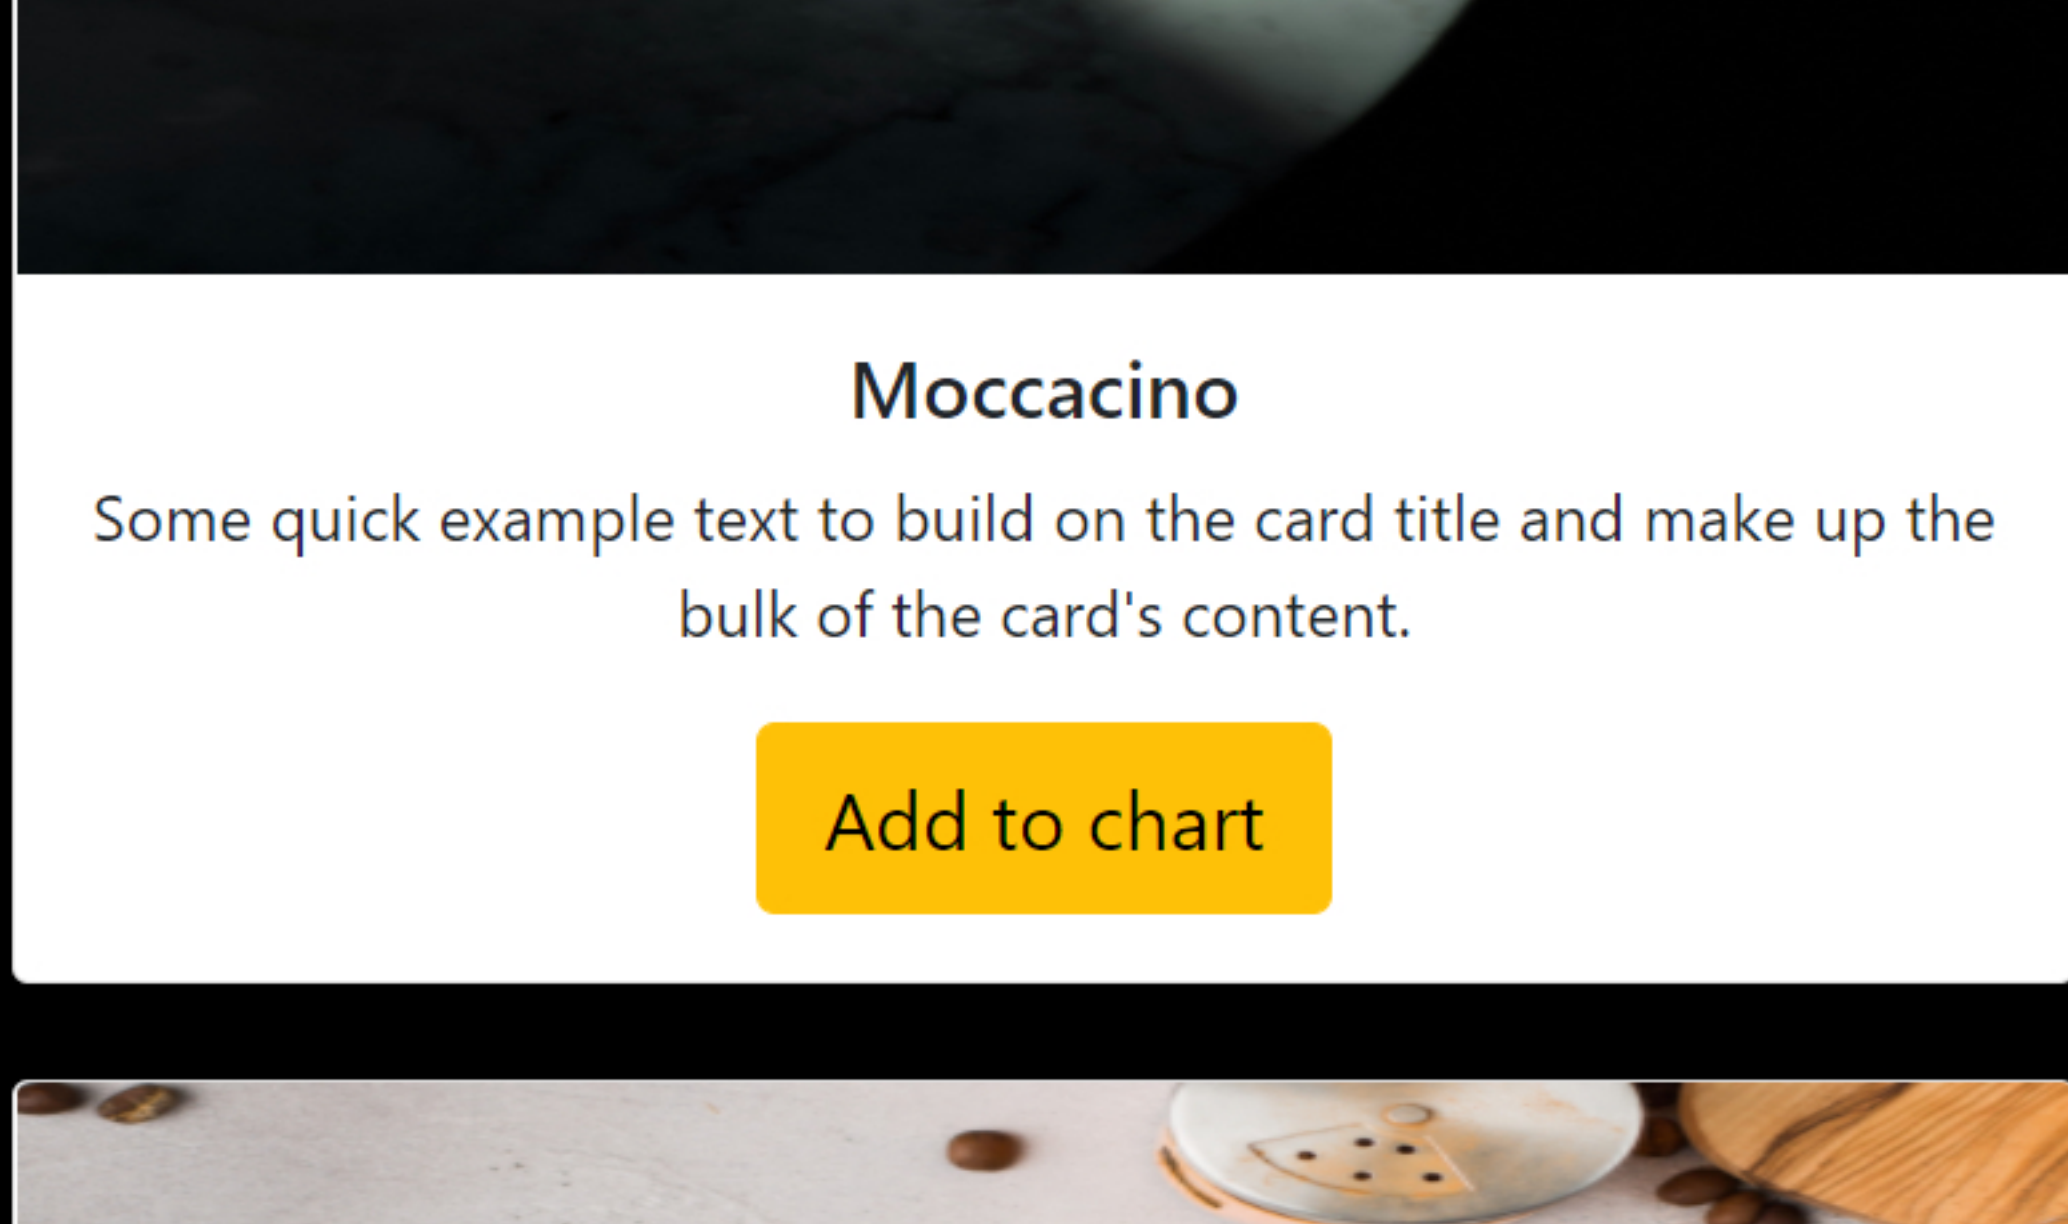 Moccacino
Some quick example text to build on the card title and make up the
bulk of the card's content.
Add to chart